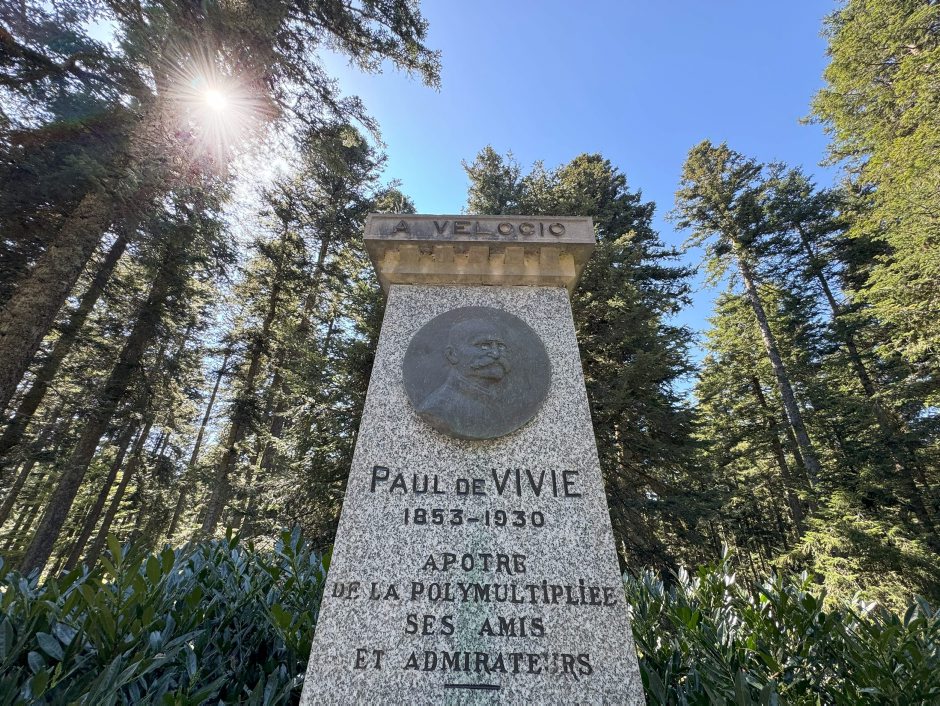 A VELOCIO
PAUL DE VIVIE
1853-1930
APOTRE
DE LA POLYMULTIPLIEE
SES AMIS
ET ADMIRATEURS